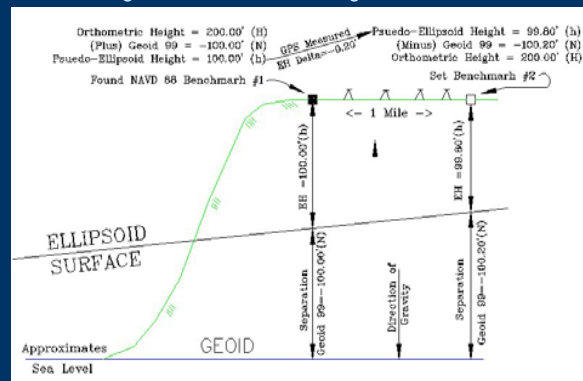 Orthometric Height = 200.00' (H)
(Plus) Geoid 99 = -100.00' (N)
Psuedo-Ellipsoid Height = 100.00' (h)
GPS Measured
EH Delta=-0.20'
Psuedo-Ellipsoid Height = 99.80' (h)
(Minus) Geoid 99 = -100.20' (N)
Orthometric Height = 200.00' (H)
Found NAVD 88 Benchmark #1
Set Benchmark #2
<- 1 Mile ->
EH =100.00'(h)
EH =99.80'(h)
ELLIPSOID
SURFACE
Separation
Geoid 99=-100.00'(N)
Direction of
Gravity
Separation
Geoid 99=-100.20'(N)
Approximates
Sea Level
GEOID